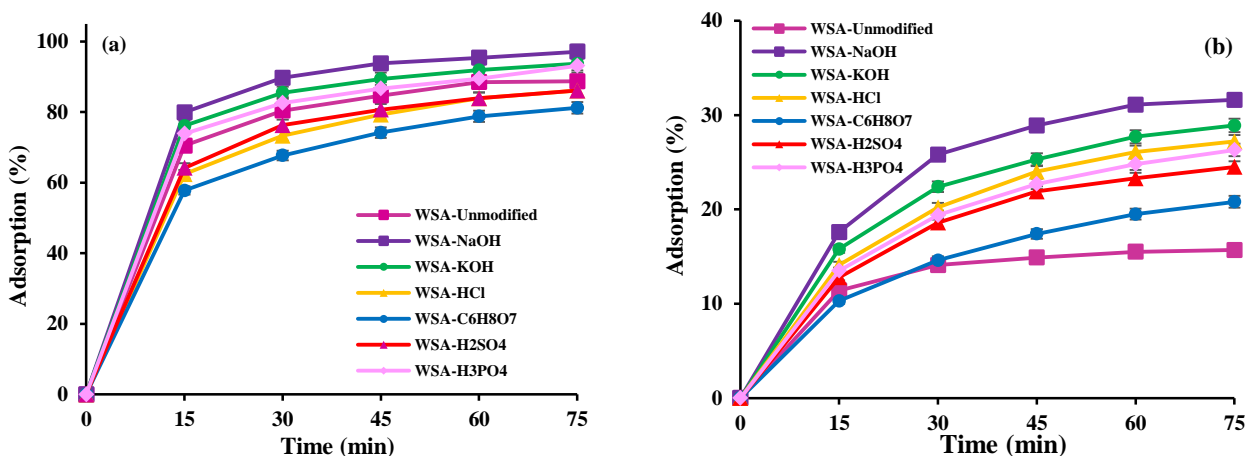 (a)
Adsorption (%)
100
80
60
40
20
0
WSA-Unmodified
WSA-NaOH
WSA-KOH
WSA-HCl
WSA-C6H8O7
WSA-H2SO4
WSA-H3PO4
0 15 30 45 60 75
Time (min)
(b)
Adsorption (%)
40
30
20
10
0
WSA-Unmodified
WSA-NaOH
WSA-KOH
WSA-HCl
WSA-C6H8O7
WSA-H2SO4
WSA-H3PO4
0 15 30 45 60 75
Time (min)